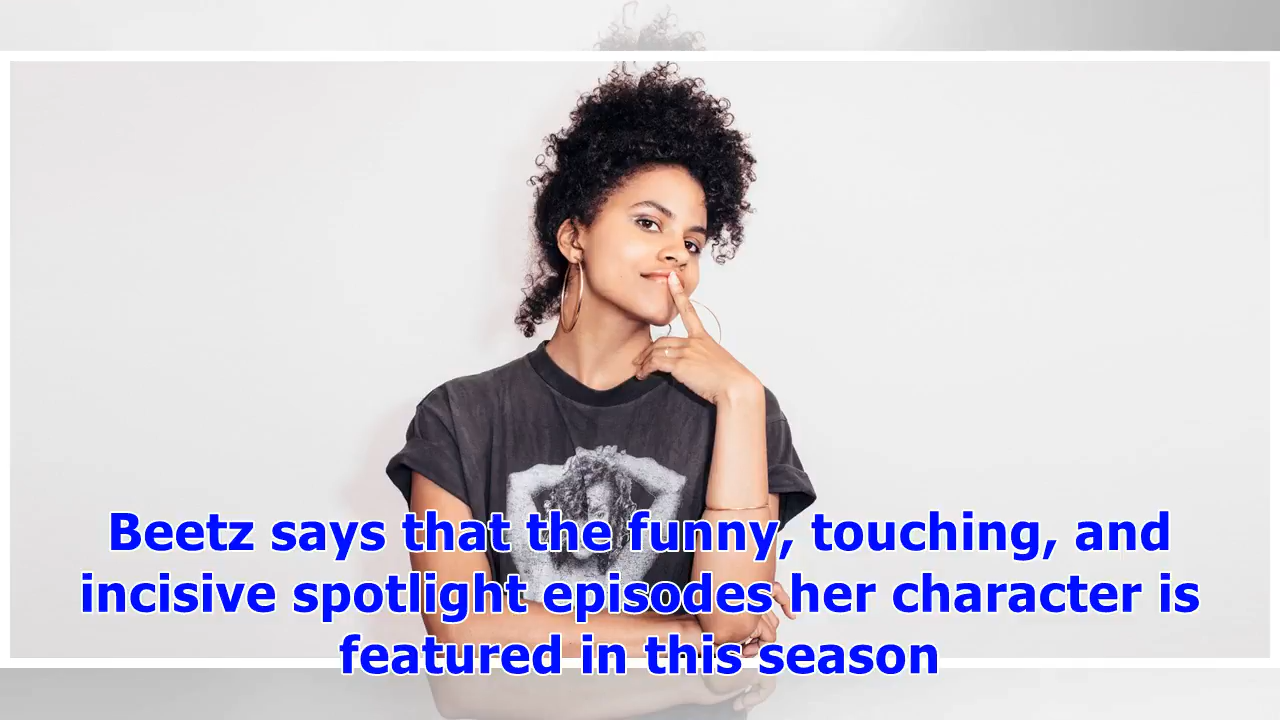 Beetz says that the funny, touching, and
incisive spotlight episodes her character is
featured in this season